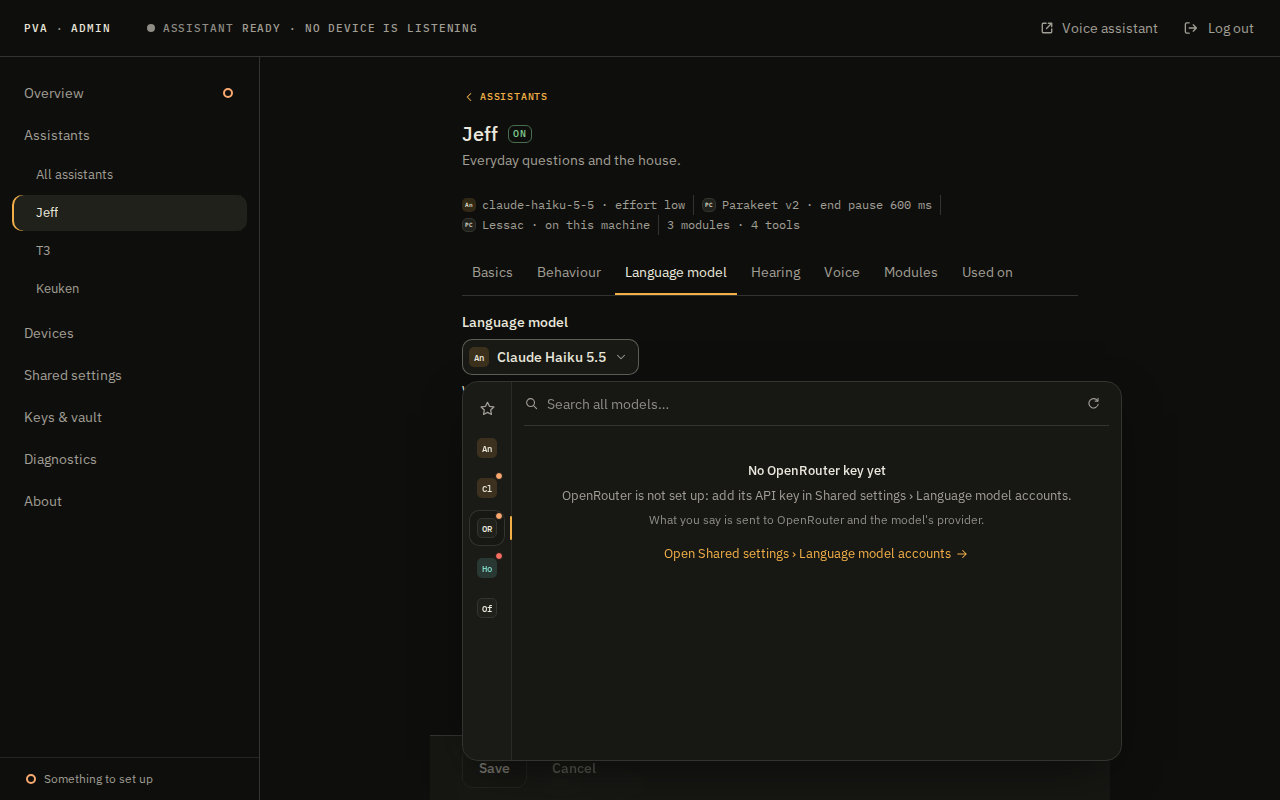 PVA · ADMIN
ASSISTANT READY · NO DEVICE IS LISTENING
Voice assistant
Log out
Overview
Assistants
All assistants
Jeff
T3
Keuken
Devices
Shared settings
Keys & vault
Diagnostics
About
Something to set up
ASSISTANTS
Jeff ON
Everyday questions and the house.
An claude-haiku-5-5 · effort low PC Parakeet v2 · end pause 600 ms
PC Lessac · on this machine 3 modules · 4 tools
Basics Behaviour Language model Hearing Voice Modules Used on
Language model
An Claude Haiku 5.5
Search all models…
An
Cl
OR
Ho
Of
No OpenRouter key yet
OpenRouter is not set up: add its API key in Shared settings › Language model accounts.
What you say is sent to OpenRouter and the model's provider.
Open Shared settings › Language model accounts →
Save Cancel